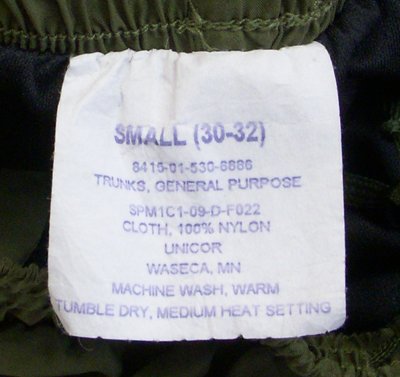 SMALL (30-32)
8415-01-530-6886
TRUNKS, GENERAL PURPOSE
SPM1C1-09-D-F022
CLOTH, 100% NYLON
UNICOR
WASECA, MN
MACHINE WASH, WARM
TUMBLE DRY, MEDIUM HEAT SETTING